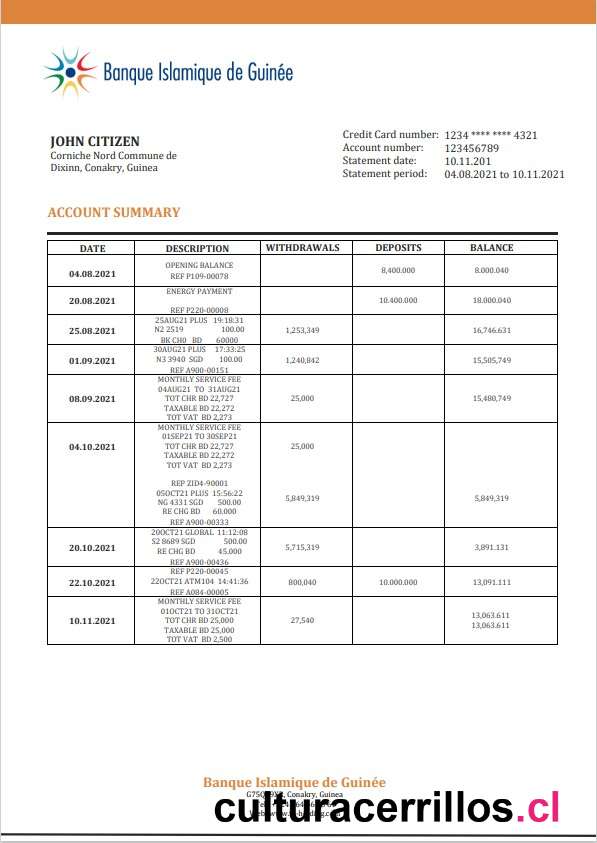 Banque Islamique de Guinée
JOHN CITIZEN
Corniche Nord Commune de
Dixinn, Conakry, Guinea
Credit Card number: 1234 **** **** 4321
Account number: 123456789
Statement date: 10.11.201
Statement period: 04.08.2021 to 10.11.2021
ACCOUNT SUMMARY
DATE DESCRIPTION WITHDRAWALS DEPOSITS BALANCE
OPENING BALANCE
04.08.2021 8,400.000 8.000.040
REF P109-00078
ENERGY PAYMENT
20.08.2021 10.400.000 18.000.040
REF P220-00008
25AUG21 PLUS 19:18:31
25.08.2021 N2 2519 100.00 1,253,349 16,746.631
BK CH0 BD 60000
30AUG21 PLUS 17:33:25
01.09.2021 N3 3940 SGD 100.00 1,240,842 15,505,749
REF A900-00151
MONTHLY SERVICE FEE
04AUG21 TO 31AUG21
08.09.2021 TOT CHR BD 22,727 25,000 15,480,749
TAXABLE BD 22,272
TOT VAT BD 2,273
MONTHLY SERVICE FEE
01SEP21 TO 30SEP21
04.10.2021 TOT CHR BD 22,727 25,000
TAXABLE BD 22,272
TOT VAT BD 2,273
REP ZID4-90001
05OCT21 PLUS 15:56:22
NG 4331 SGD 500.00 5,849,319 5,849,319
RE CHG BD 60.000
REF A900-00333
20OCT21 GLOBAL 11:12:08
S2 8689 SGD 500.00
20.10.2021 RE CHG BD 45.000 5,715,319 3,891.131
REF A900-00436
REF P220-00045
22.10.2021 22OCT21 ATM104 14:41:36 800,040 10.000.000 13,091.111
REF A084-00005
MONTHLY SERVICE FEE
01OCT21 TO 31OCT21
10.11.2021 TOT CHR BD 25,000 27,540 13,063.611
TAXABLE BD 25,000 13,063.611
TOT VAT BD 2,500
Banque Islamique de Guinée
Conakry, Guinea
culturacerrillos.cl